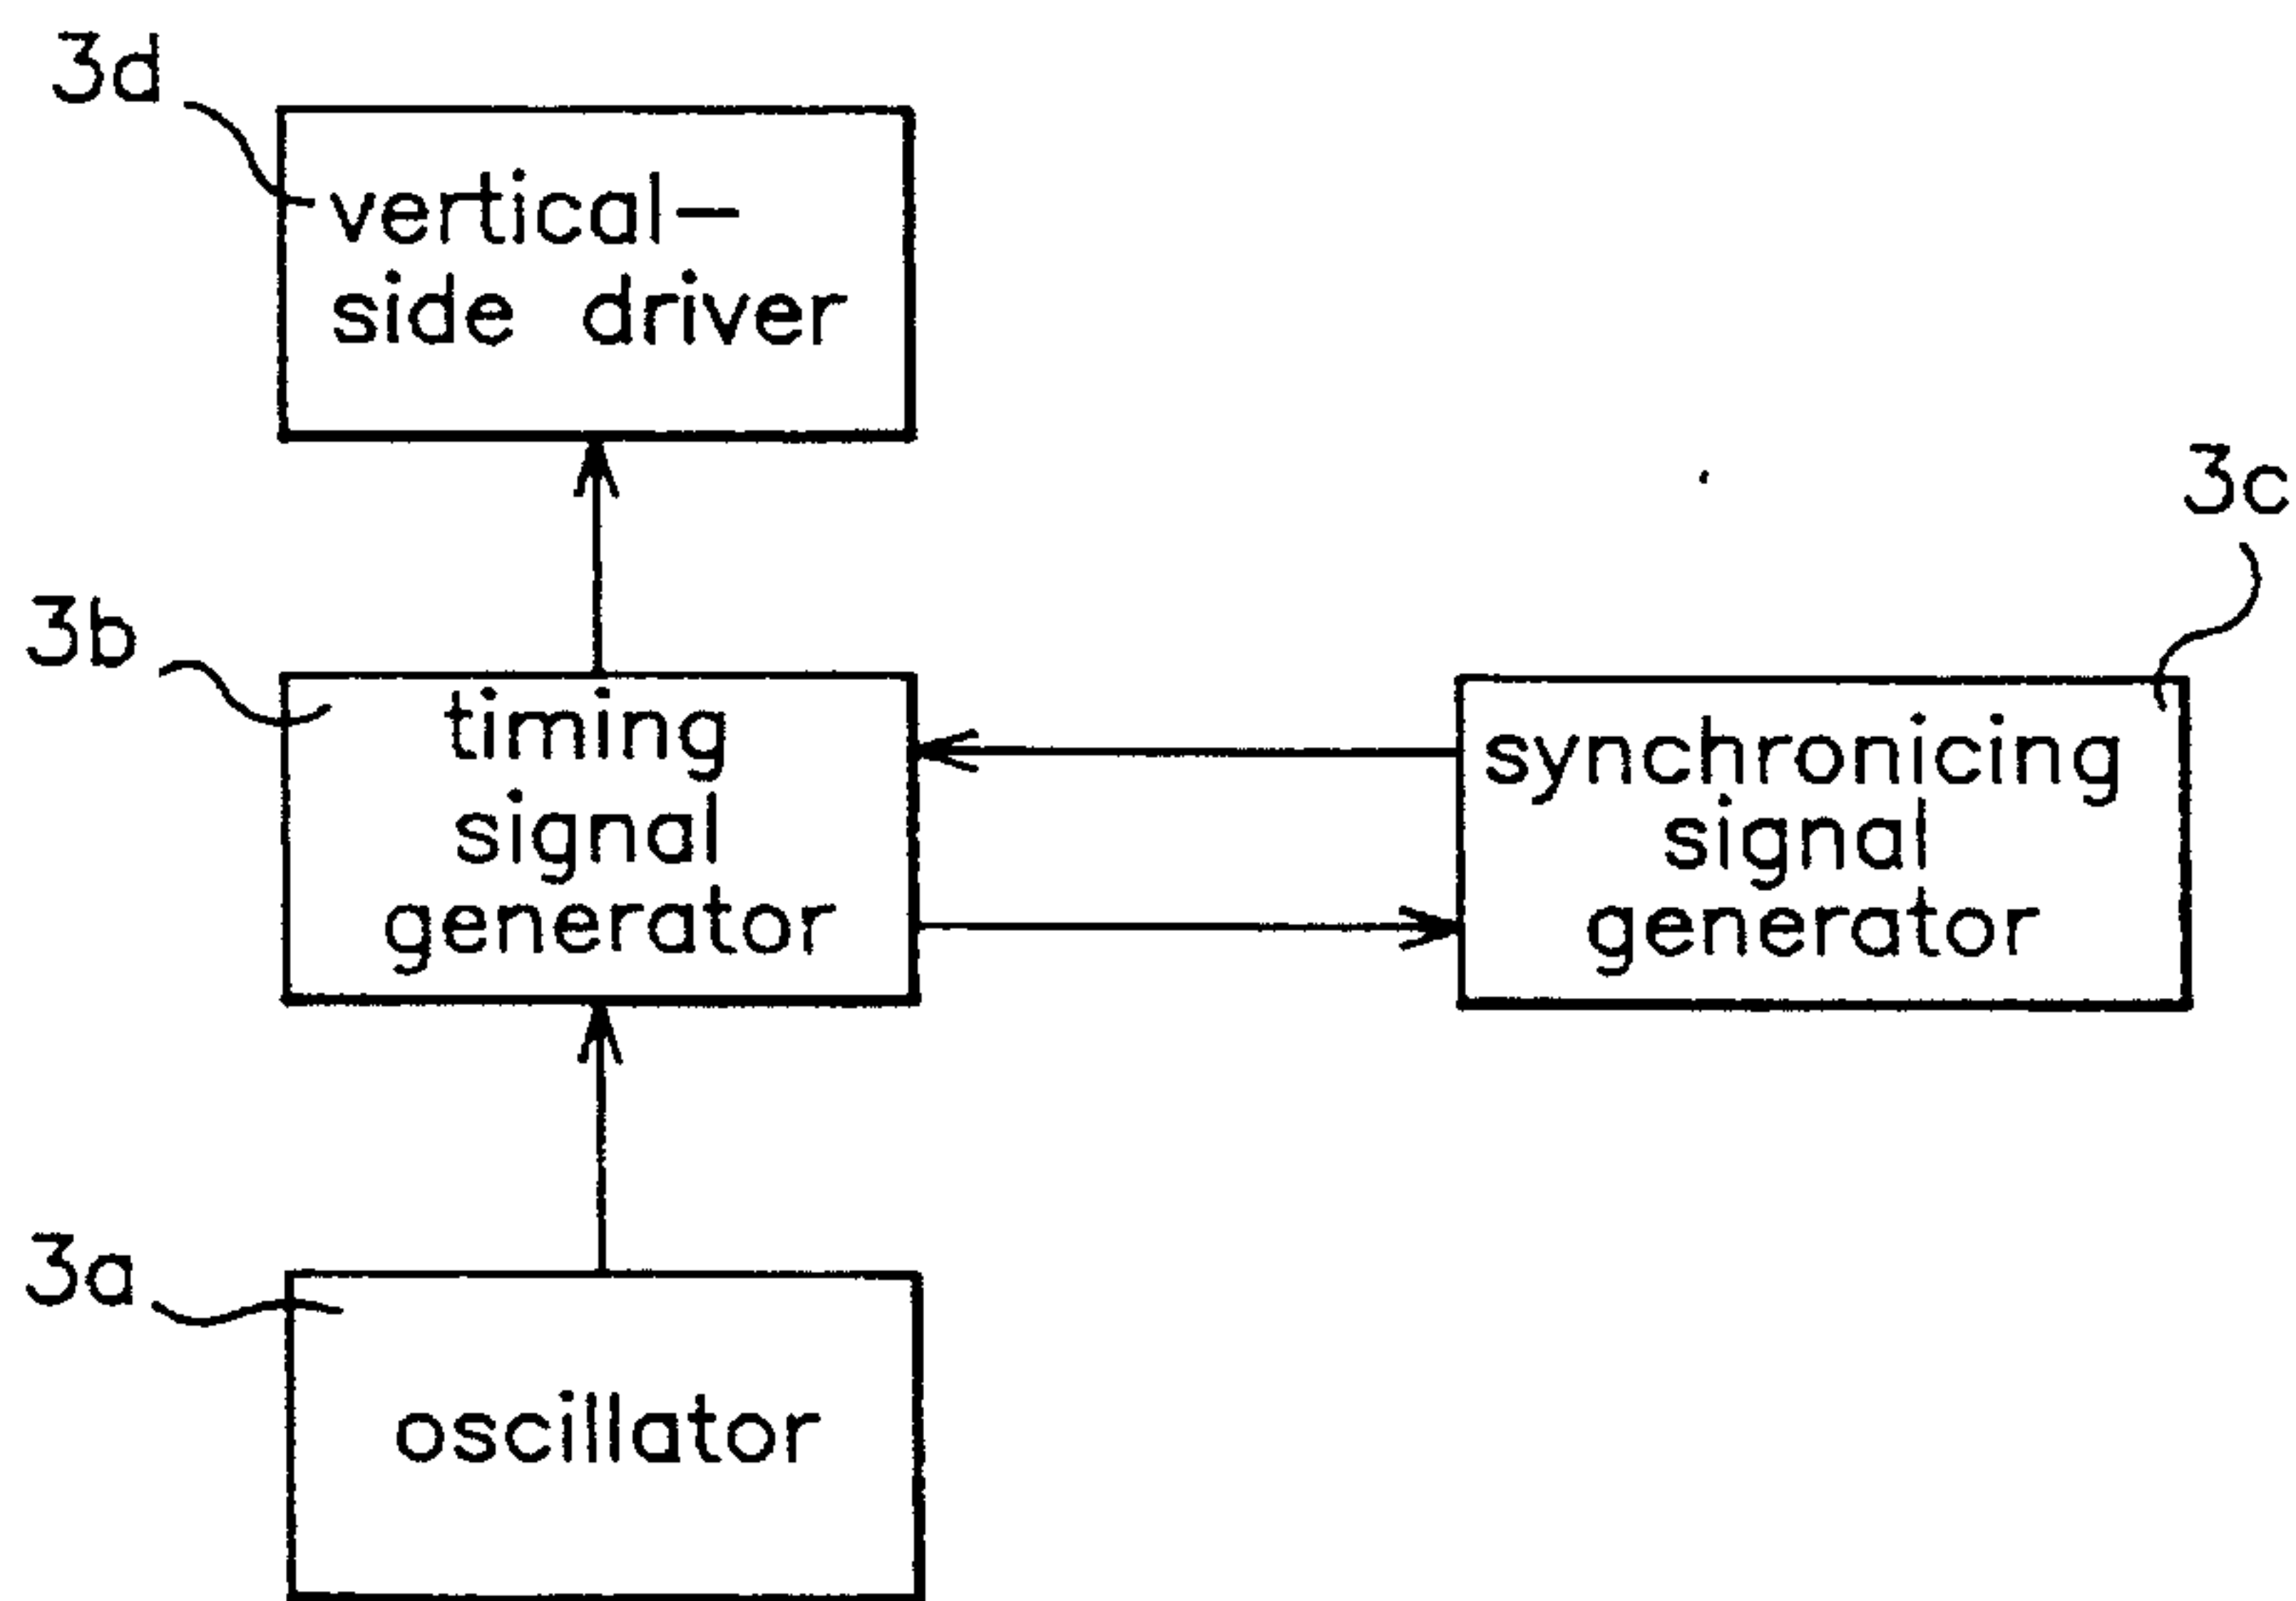 3d
vertical-
side driver
3c
3b
timing
signal
generator
synchronicing
signal
generator
3a
oscillator